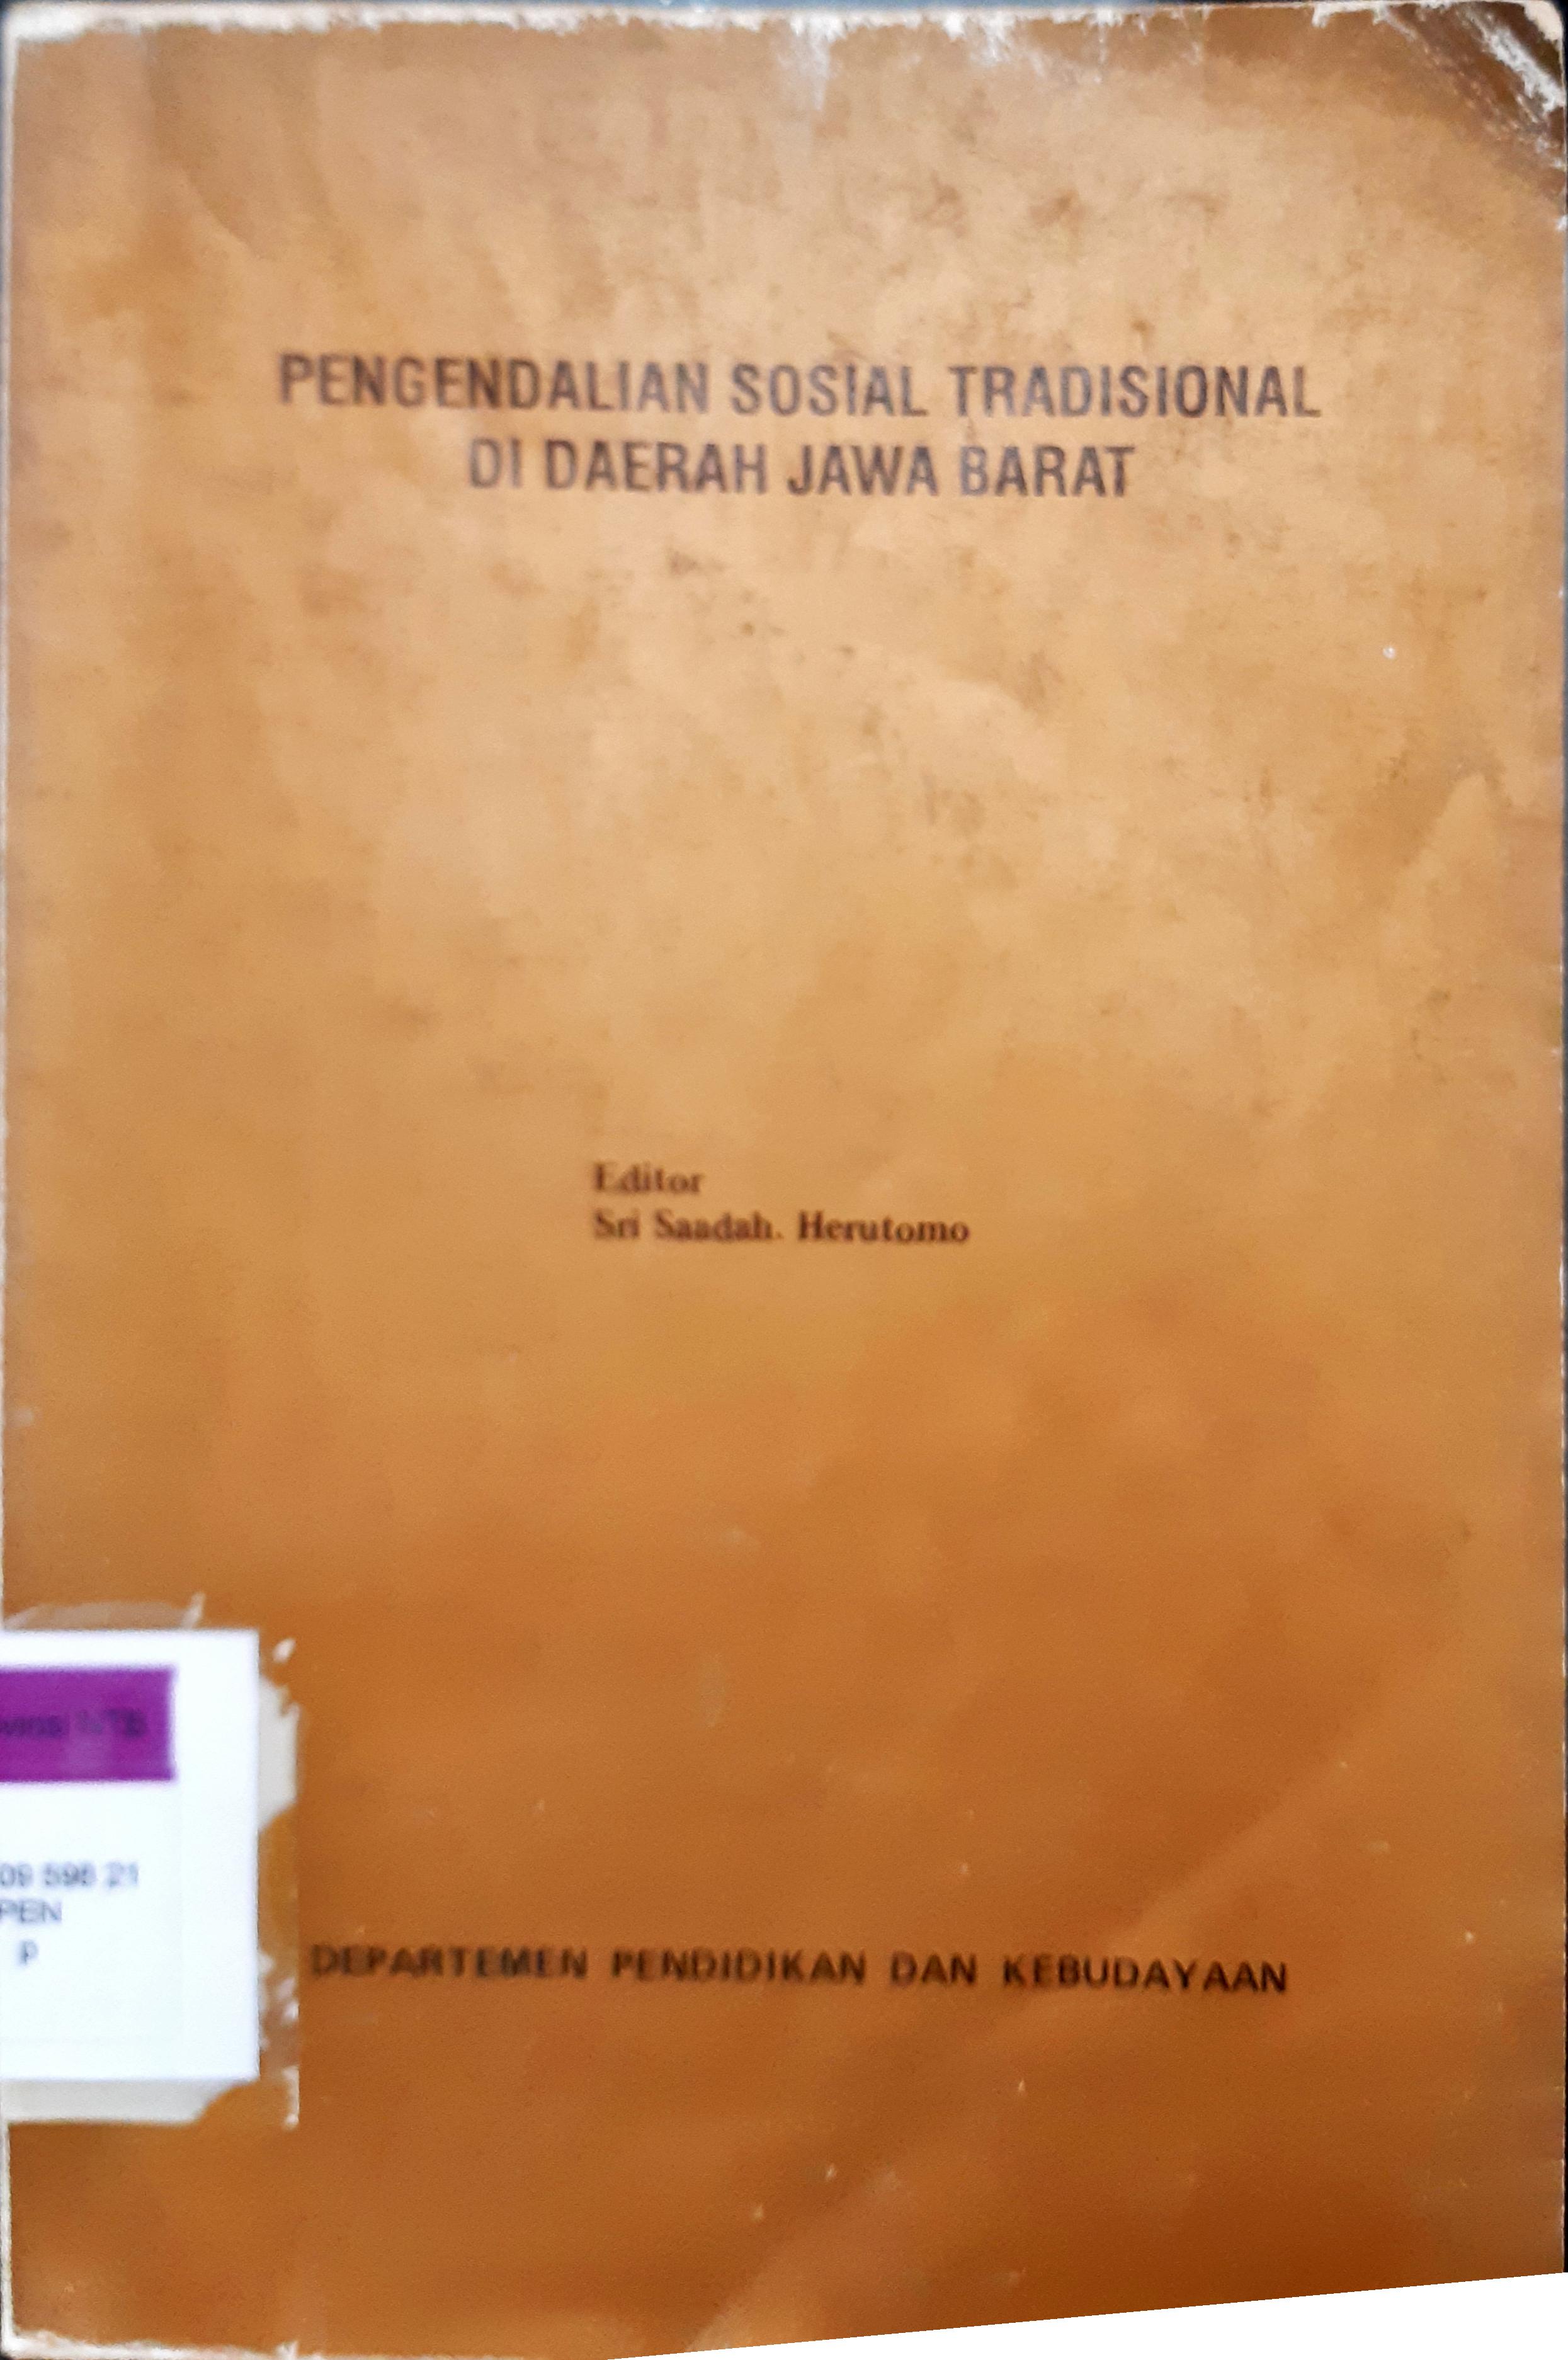 PENGENDALIAN SOSIAL TRADISIONAL
DI DAERAH JAWA BARAT
Editor
Sri Saadah. Herutomo
NTB
09 598 21
PEN
P
DEPARTEMEN PENDIDIKAN DAN KEBUDAYAAN